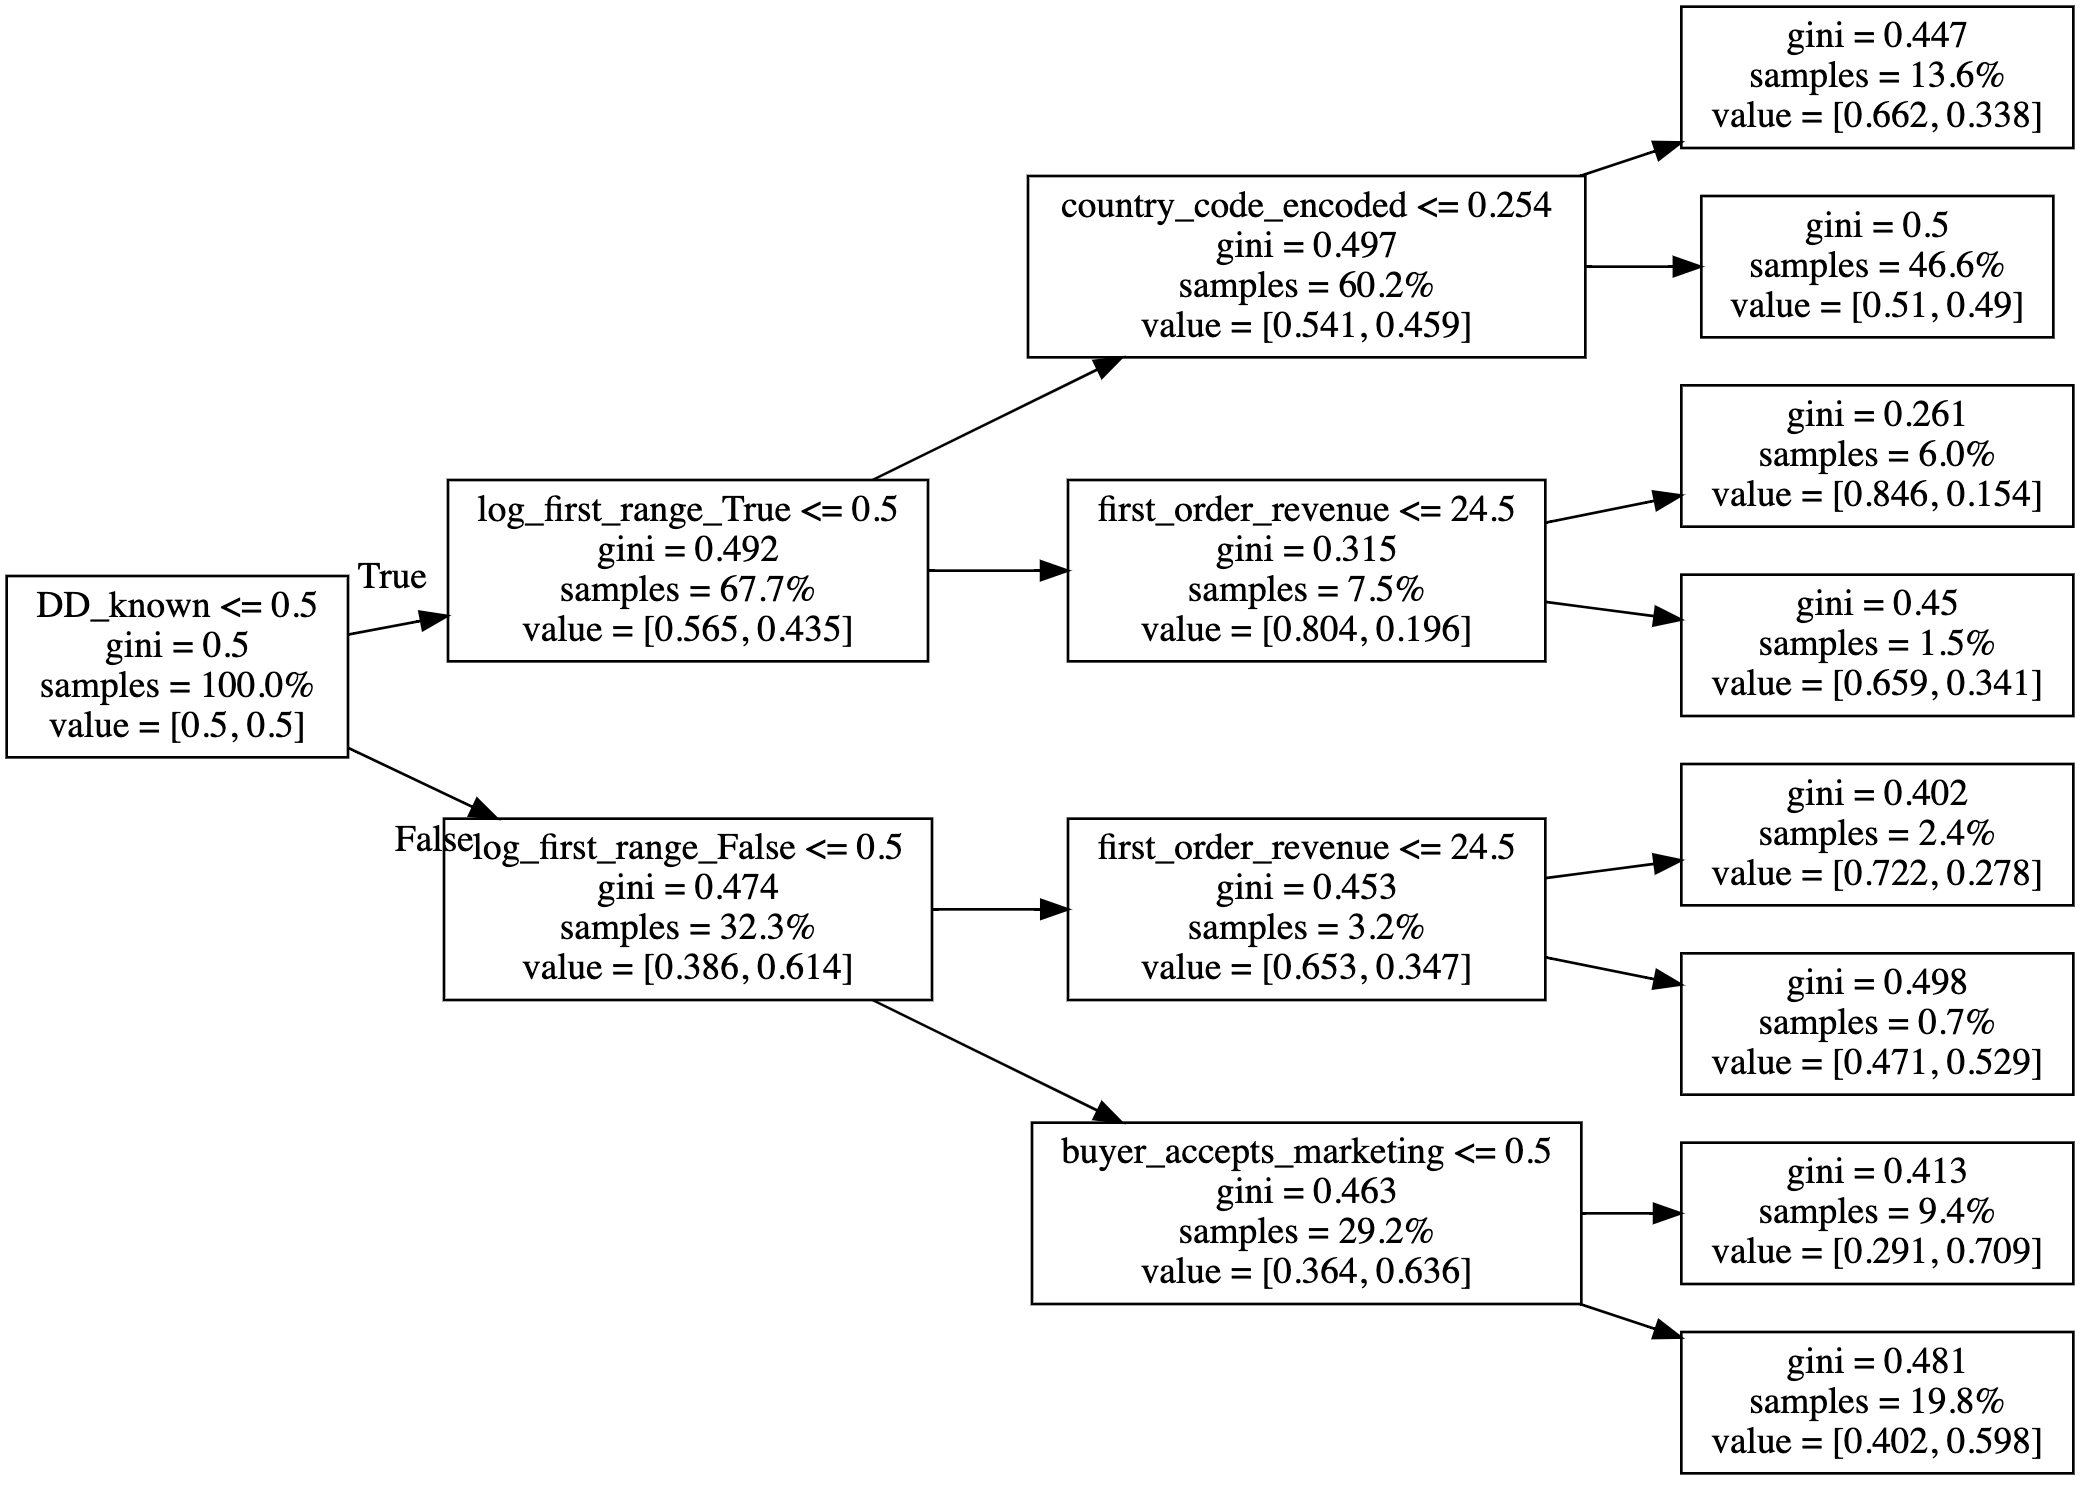 DD_known <= 0.5
gini = 0.5
samples = 100.0%
value = [0.5, 0.5]
True
False
log_first_range_True <= 0.5
gini = 0.492
samples = 67.7%
value = [0.565, 0.435]
log_first_range_False <= 0.5
gini = 0.474
samples = 32.3%
value = [0.386, 0.614]
country_code_encoded <= 0.254
gini = 0.497
samples = 60.2%
value = [0.541, 0.459]
first_order_revenue <= 24.5
gini = 0.315
samples = 7.5%
value = [0.804, 0.196]
first_order_revenue <= 24.5
gini = 0.453
samples = 3.2%
value = [0.653, 0.347]
buyer_accepts_marketing <= 0.5
gini = 0.463
samples = 29.2%
value = [0.364, 0.636]
gini = 0.447
samples = 13.6%
value = [0.662, 0.338]
gini = 0.5
samples = 46.6%
value = [0.51, 0.49]
gini = 0.261
samples = 6.0%
value = [0.846, 0.154]
gini = 0.45
samples = 1.5%
value = [0.659, 0.341]
gini = 0.402
samples = 2.4%
value = [0.722, 0.278]
gini = 0.498
samples = 0.7%
value = [0.471, 0.529]
gini = 0.413
samples = 9.4%
value = [0.291, 0.709]
gini = 0.481
samples = 19.8%
value = [0.402, 0.598]